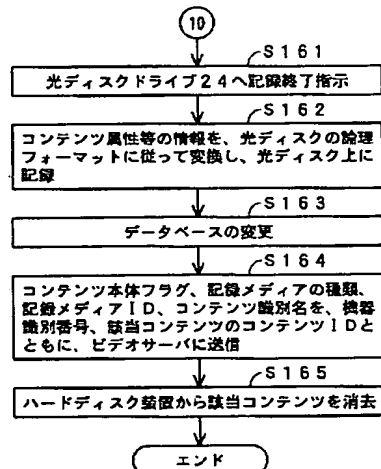 10
S161
光ディスクドライブ24へ記録終了指示
S162
コンテンツ属性等の情報を、光ディスクの論理
フォーマットに従って変換し、光ディスク上に
記録
S163
データベースの変更
S164
コンテンツ本体フラグ、記録メディアの種類、
記録メディアID、コンテンツ識別名を、機器
識別番号、該当コンテンツのコンテンツIDと
ともに、ビデオサーバに送信
S165
ハードディスク装置から該当コンテンツを消去
エンド